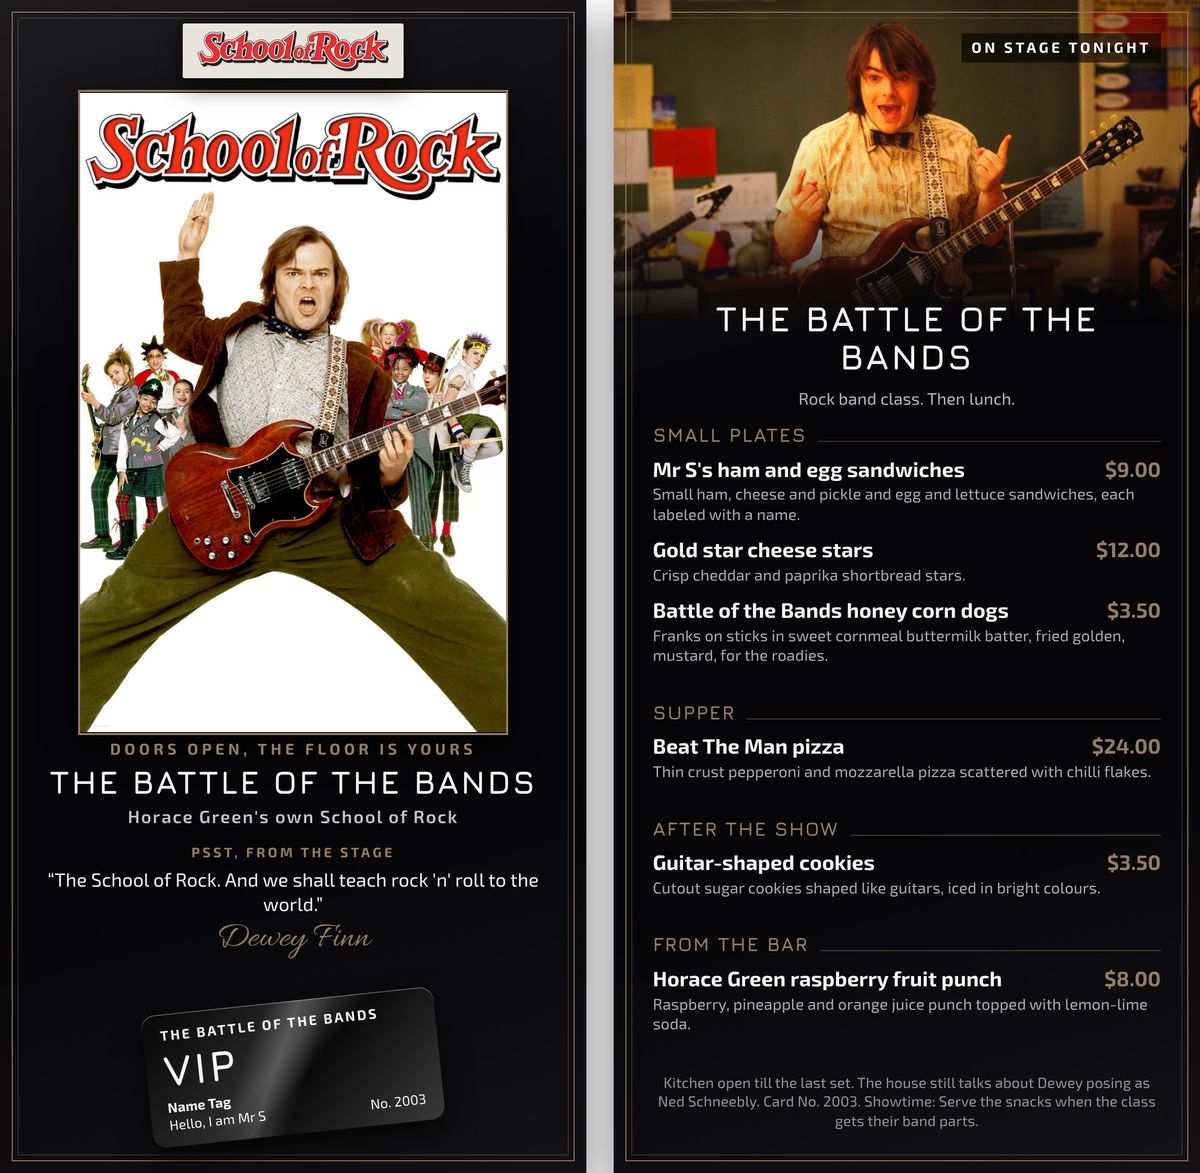 School of Rock
School of Rock
DOORS OPEN, THE FLOOR IS YOURS
THE BATTLE OF THE BANDS
Horace Green's own School of Rock
PSST, FROM THE STAGE
“The School of Rock. And we shall teach rock 'n' roll to the
world.”
Dewey Finn
THE BATTLE OF THE BANDS
VIP
Name Tag
Hello, I am Mr S
No. 2003
ON STAGE TONIGHT
THE BATTLE OF THE
BANDS
Rock band class. Then lunch.
SMALL PLATES
Mr S's ham and egg sandwiches $9.00
Small ham, cheese and pickle and egg and lettuce sandwiches, each
labeled with a name.
Gold star cheese stars $12.00
Crisp cheddar and paprika shortbread stars.
Battle of the Bands honey corn dogs $3.50
Franks on sticks in sweet cornmeal buttermilk batter, fried golden,
mustard, for the roadies.
SUPPER
Beat The Man pizza $24.00
Thin crust pepperoni and mozzarella pizza scattered with chilli flakes.
AFTER THE SHOW
Guitar-shaped cookies $3.50
Cutout sugar cookies shaped like guitars, iced in bright colours.
FROM THE BAR
Horace Green raspberry fruit punch $8.00
Raspberry, pineapple and orange juice punch topped with lemon-lime
soda.
Kitchen open till the last set. The house still talks about Dewey posing as
Ned Schneebly. Card No. 2003. Showtime: Serve the snacks when the class
gets their band parts.